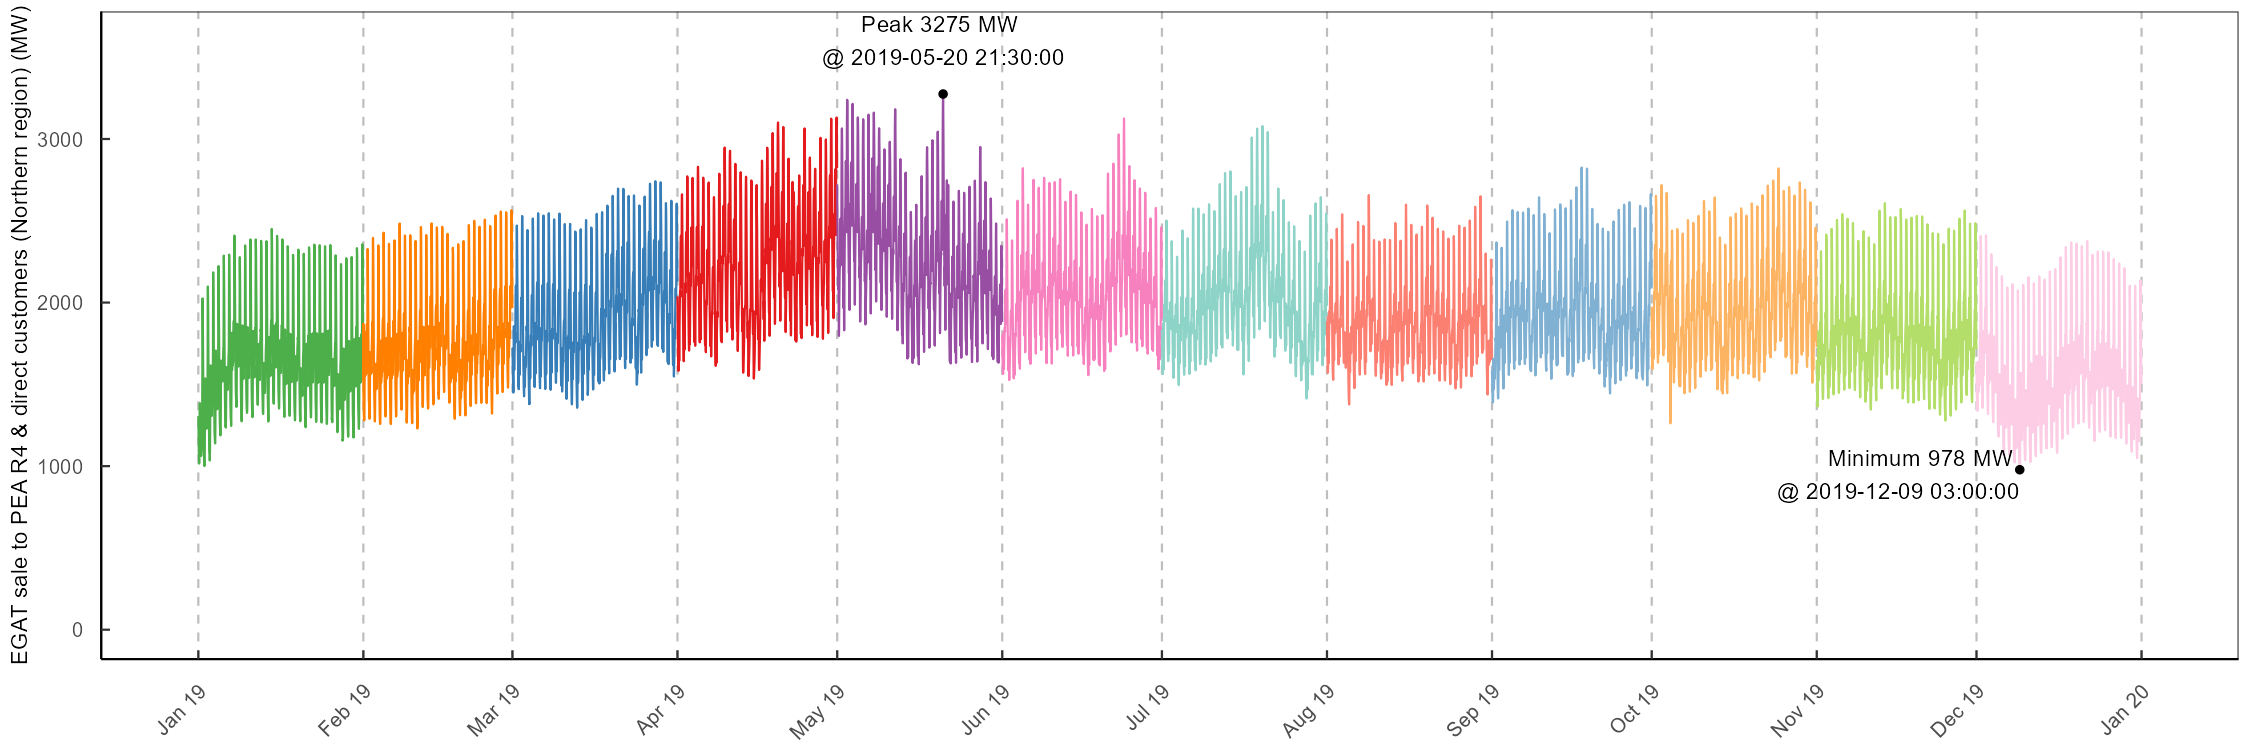 EGAT sale to PEA R4 & direct customers (Northern region) (MW)
Peak 3275 MW
@ 2019-05-20 21:30:00
3000
2000
1000
0
Minimum 978 MW
@ 2019-12-09 03:00:00
Jan 19
Feb 19
Mar 19
Apr 19
May 19
Jun 19
Jul 19
Aug 19
Sep 19
Oct 19
Nov 19
Dec 19
Jan 20